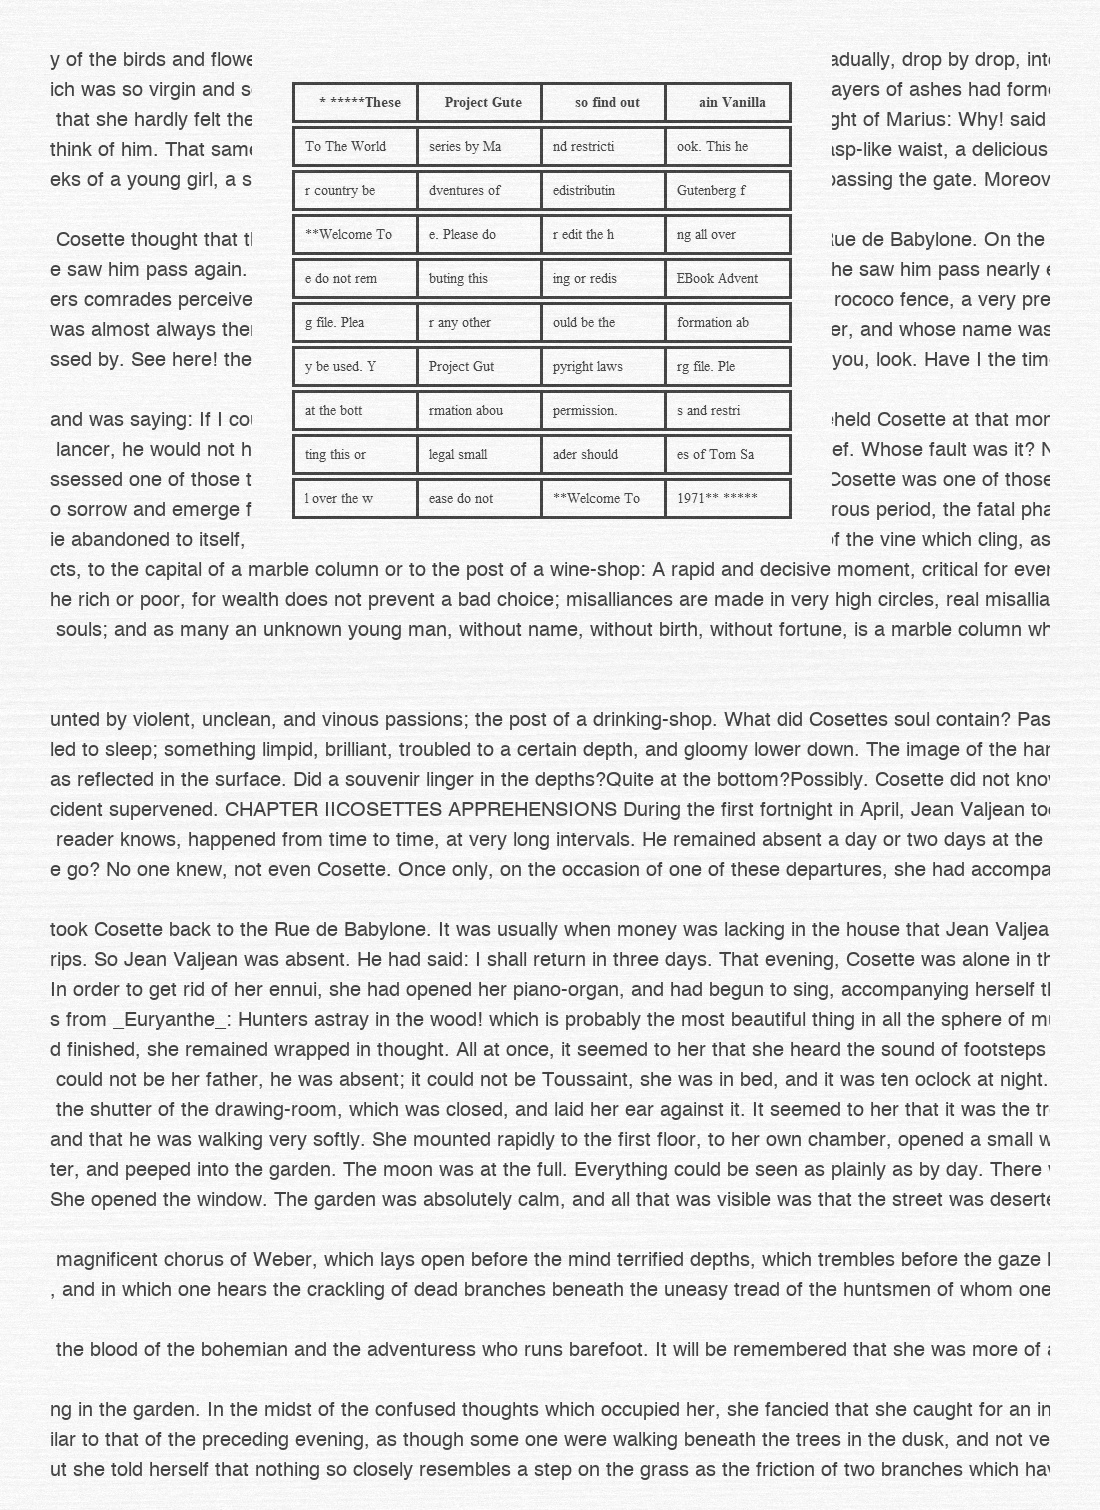 y of the birds and flowe
ich was so virgin and s
that she hardly felt the
think of him. That same
eks of a young girl, a s
Cosette thought that t
e saw him pass again.
ers comrades perceive
was almost always the
ssed by. See here! the
and was saying: If I co
lancer, he would not h
ssessed one of those t
o sorrow and emerge f
ie abandoned to itself,
* *****These Project Gute so find out ain Vanilla
To The World series by Ma nd restricti ook. This he
r country be dventures of edistributin Gutenberg f
**Welcome To e. Please do r edit the h ng all over
e do not rem buting this ing or redis EBook Advent
g file. Plea r any other ould be the formation ab
y be used. Y Project Gut pyright laws rg file. Ple
at the bott rmation abou permission. s and restri
ting this or legal small ader should es of Tom Sa
l over the w ease do not **Welcome To 1971** *****
adually, drop by drop, int
ayers of ashes had form
ght of Marius: Why! said
asp-like waist, a delicious
passing the gate. Moreov
Rue de Babylone. On the
he saw him pass nearly e
rococo fence, a very pre
er, and whose name was
you, look. Have I the tim
held Cosette at that mor
ef. Whose fault was it? N
Cosette was one of those
rous period, the fatal pha
of the vine which cling, as
cts, to the capital of a marble column or to the post of a wine-shop: A rapid and decisive moment, critical for ever
he rich or poor, for wealth does not prevent a bad choice; misalliances are made in very high circles, real misallia
souls; and as many an unknown young man, without name, without birth, without fortune, is a marble column wh
unted by violent, unclean, and vinous passions; the post of a drinking-shop. What did Cosettes soul contain? Pas
led to sleep; something limpid, brilliant, troubled to a certain depth, and gloomy lower down. The image of the har
as reflected in the surface. Did a souvenir linger in the depths?Quite at the bottom?Possibly. Cosette did not know
cident supervened. CHAPTER IICOSETTES APPREHENSIONS During the first fortnight in April, Jean Valjean too
reader knows, happened from time to time, at very long intervals. He remained absent a day or two days at the
e go? No one knew, not even Cosette. Once only, on the occasion of one of these departures, she had accompa
took Cosette back to the Rue de Babylone. It was usually when money was lacking in the house that Jean Valjea
rips. So Jean Valjean was absent. He had said: I shall return in three days. That evening, Cosette was alone in th
In order to get rid of her ennui, she had opened her piano-organ, and had begun to sing, accompanying herself t
s from _Euryanthe_: Hunters astray in the wood! which is probably the most beautiful thing in all the sphere of mu
d finished, she remained wrapped in thought. All at once, it seemed to her that she heard the sound of footsteps
could not be her father, he was absent; it could not be Toussaint, she was in bed, and it was ten oclock at night.
the shutter of the drawing-room, which was closed, and laid her ear against it. It seemed to her that it was the tr
and that he was walking very softly. She mounted rapidly to the first floor, to her own chamber, opened a small w
ter, and peeped into the garden. The moon was at the full. Everything could be seen as plainly as by day. There
She opened the window. The garden was absolutely calm, and all that was visible was that the street was deserte
magnificent chorus of Weber, which lays open before the mind terrified depths, which trembles before the gaze
, and in which one hears the crackling of dead branches beneath the uneasy tread of the huntsmen of whom one
the blood of the bohemian and the adventuress who runs barefoot. It will be remembered that she was more of a
ng in the garden. In the midst of the confused thoughts which occupied her, she fancied that she caught for an in
ilar to that of the preceding evening, as though some one were walking beneath the trees in the dusk, and not ve
ut she told herself that nothing so closely resembles a step on the grass as the friction of two branches which hav